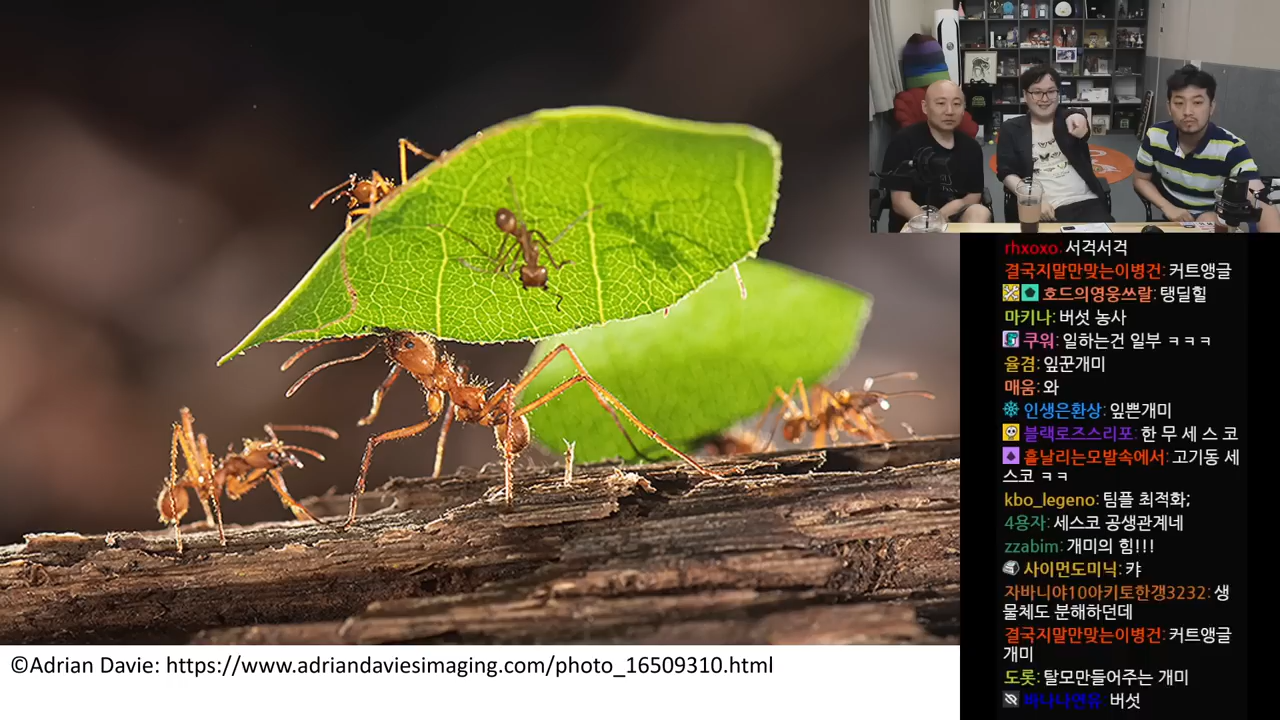 rhxoxo: 서걱서걱
결국지말만맞는이병건: 커트앵글
호드의영웅쓰랄: 탱딜힐
마키나: 버섯 농사
쿠워: 일하는건 일부 ㅋㅋㅋ
율겸: 잎꾼개미
매움: 와
인생은환상: 잎쁜개미
블랙로즈스리포: 한 무 세 스 코
흩날리는모발속에서: 고기동 세
스코 ㅋㅋ
kbo_legeno: 팀플 최적화;
4용자: 세스코 공생관계네
zzabim: 개미의 힘!!!
사이먼도미닉: 캬
자바니야10아키토한갱3232: 생
물체도 분해하던데
결국지말만맞는이병건: 커트앵글
개미
도롯: 탈모만들어주는 개미
바나나연유: 버섯
©Adrian Davie: https://www.adriandaviesimaging.com/photo_16509310.html